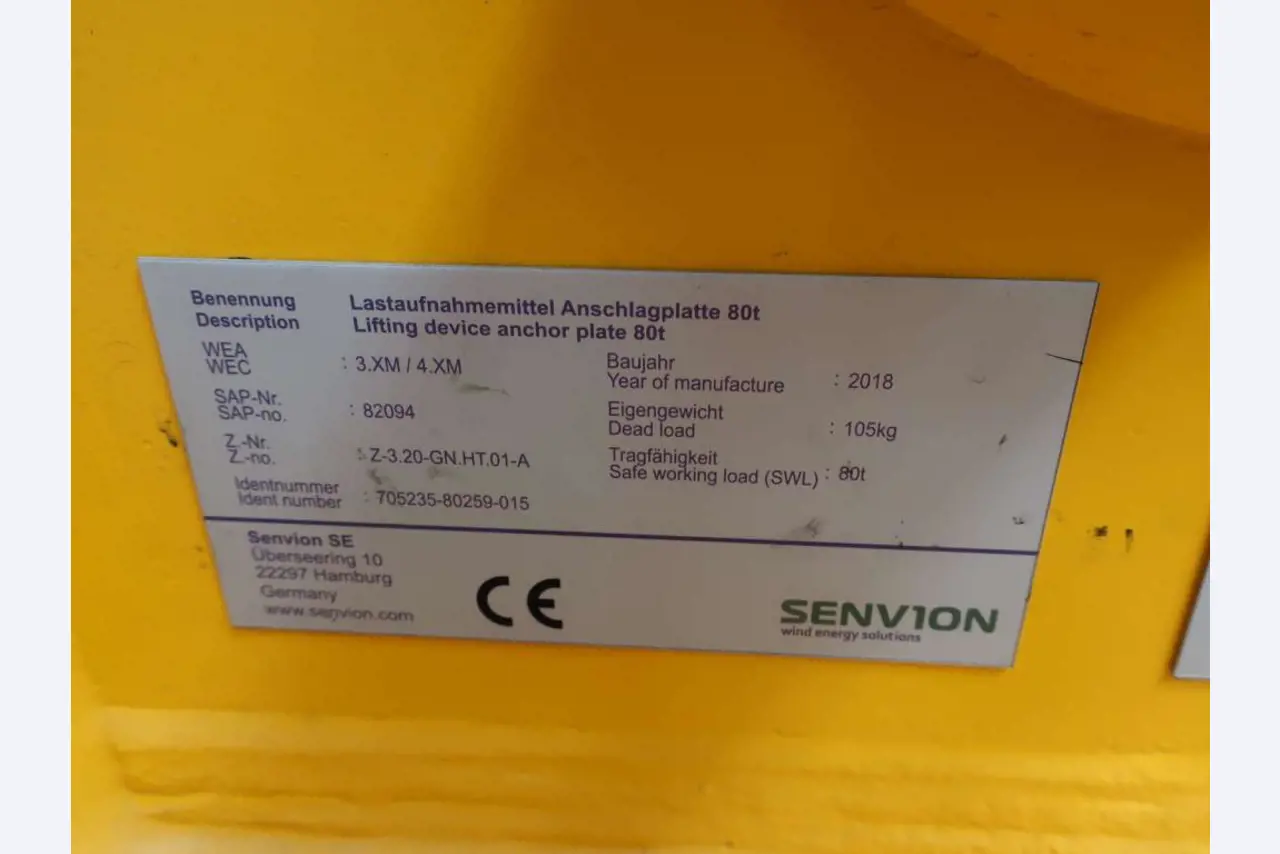 Benennung Lastaufnahmemittel Anschlagplatte 80t
Description Lifting device anchor plate 80t
WEA
WEC : 3.XM / 4.XM
SAP-Nr.
SAP-no. : 82094
Z.-Nr.
Z.-no. : Z-3.20-GN.HT.01-A
Identnummer
Ident number : 705235-80259-015
Baujahr
Year of manufacture : 2018
Eigengewicht
Dead load : 105kg
Tragfähigkeit
Safe working load (SWL) : 80t
Senvion SE
Überseering 10
22297 Hamburg
Germany
www.senvion.com
CE
SENVION
wind energy solutions